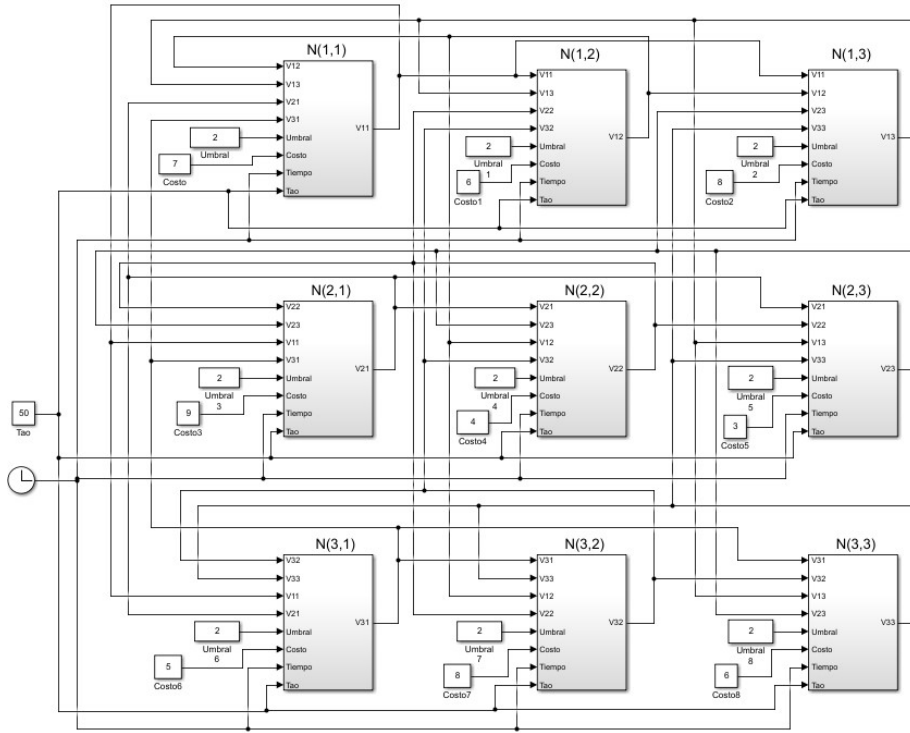 N(1,1)
V12
V13
V21
V31
Umbral
Costo
Tiempo
Tao
V11
2
Umbral
7
Costo
N(1,2)
V11
V13
V22
V32
Umbral
Costo
Tiempo
Tao
V12
2
Umbral
1
6
Costo1
N(1,3)
V11
V12
V23
V33
Umbral
Costo
Tiempo
Tao
V13
2
Umbral
2
8
Costo2
N(2,1)
V22
V23
V11
V31
Umbral
Costo
Tiempo
Tao
V21
2
Umbral
3
9
Costo3
50
Tao
N(2,2)
V21
V23
V12
V32
Umbral
Costo
Tiempo
Tao
V22
2
Umbral
4
4
Costo4
N(2,3)
V21
V22
V13
V33
Umbral
Costo
Tiempo
Tao
V23
2
Umbral
5
3
Costo5
N(3,1)
V32
V33
V11
V21
Umbral
Costo
Tiempo
Tao
V31
2
Umbral
6
5
Costo6
N(3,2)
V31
V33
V12
V22
Umbral
Costo
Tiempo
Tao
V32
2
Umbral
7
8
Costo7
N(3,3)
V31
V32
V13
V23
Umbral
Costo
Tiempo
Tao
V33
2
Umbral
8
6
Costo8